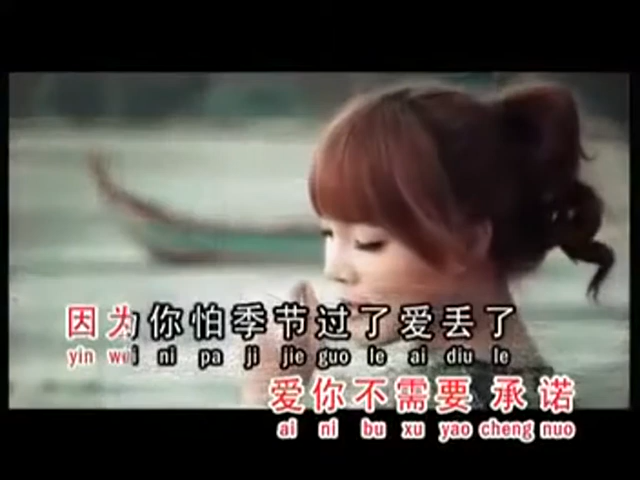 因为你怕季节过了爱丢了
yin wei ni pa ji jie guo le ai diu le
爱你不需要 承诺
ai ni bu xu yao cheng nuo